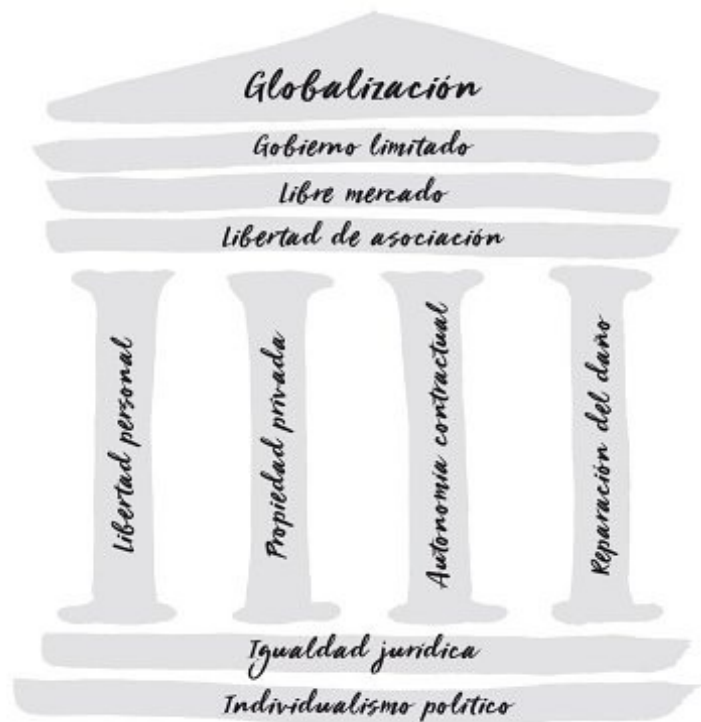 Globalización
Gobierno limitado
Libre mercado
Libertad de asociación
Libertad personal
Propiedad privada
Autonomía contractual
Reparación del daño
Igualdad jurídica
Individualismo político